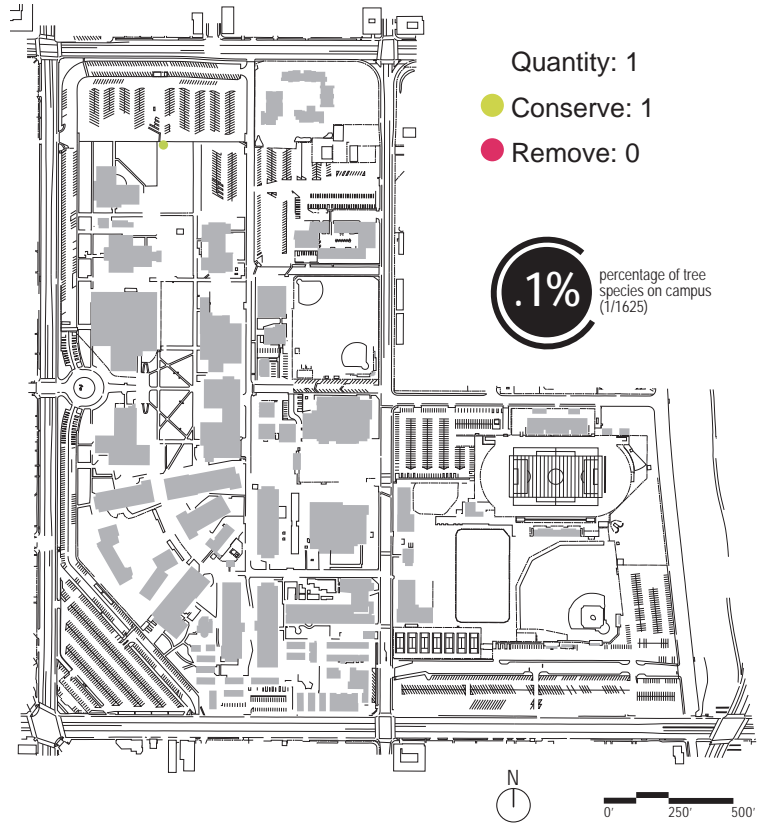 Quantity: 1
Conserve: 1
Remove: 0
.1%
percentage of tree
species on campus
(1/1625)
N
0' 250' 500'